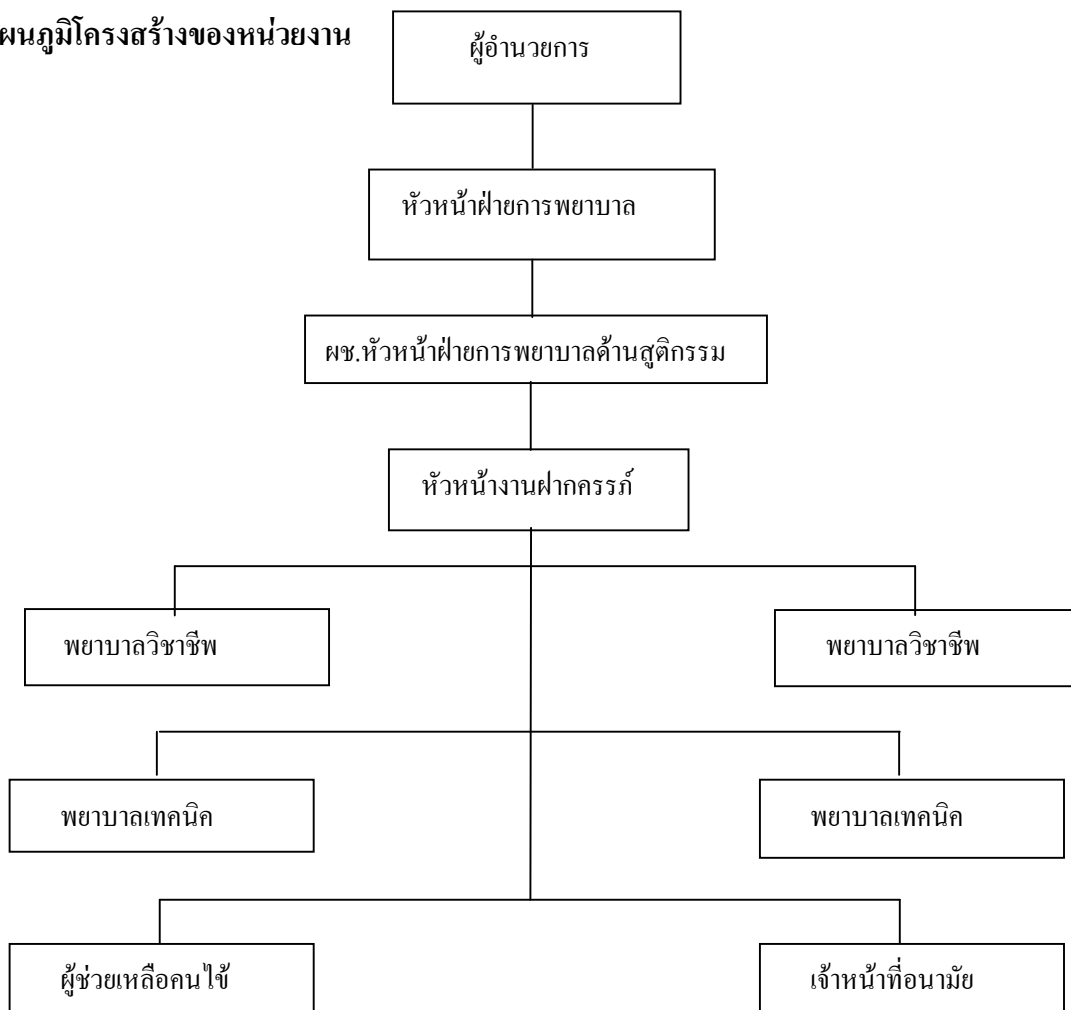 ผนภูมิโครงสร้างของหน่วยงาน
ผู้อำนวยการ
หัวหน้าฝ่ายการพยาบาล
ผช.หัวหน้าฝ่ายการพยาบาลด้านสูติกรรม
หัวหน้างานฝากครรภ์
พยาบาลวิชาชีพ
พยาบาลวิชาชีพ
พยาบาลเทคนิค
พยาบาลเทคนิค
ผู้ช่วยเหลือคนไข้
เจ้าหน้าที่อนามัย